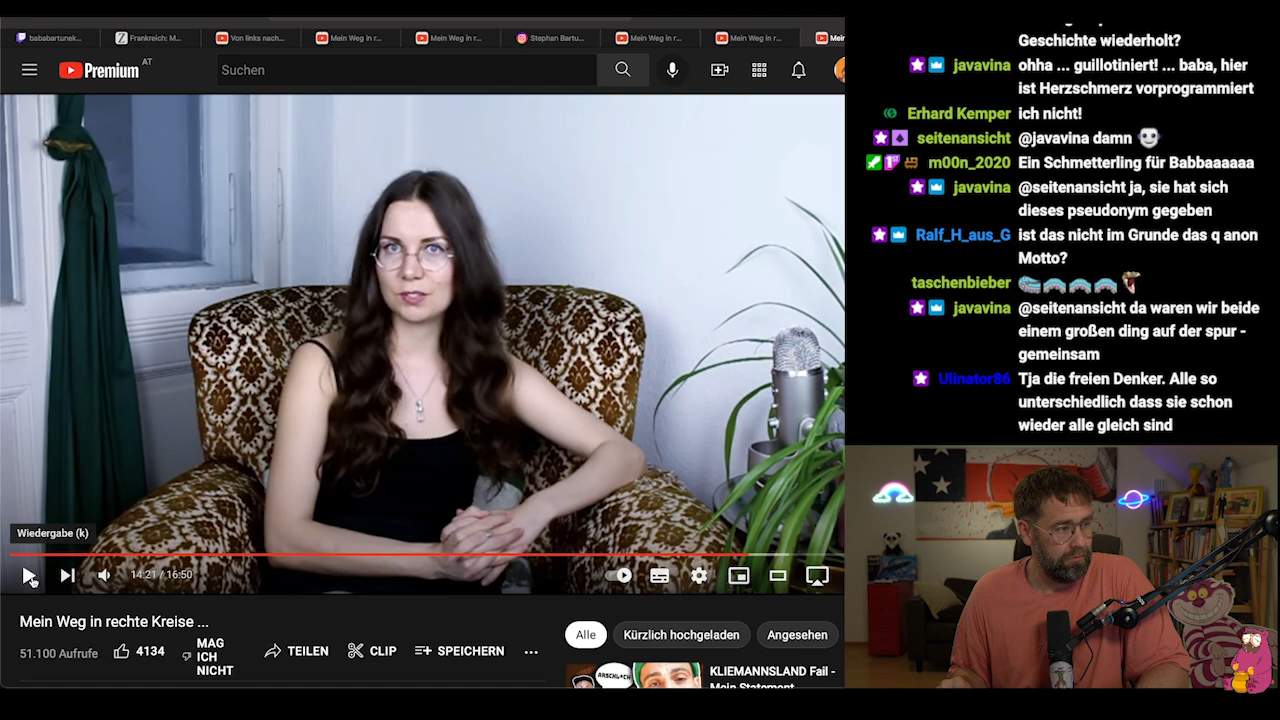 bababartunek...
Frankreich: M...
Von links nach...
Mein Weg in r...
Mein Weg in r...
Stephan Bartu...
Mein Weg in r...
Mein Weg in r...
Mein
Premium AT
Suchen
Wiedergabe (k)
14:21 / 16:50
Mein Weg in rechte Kreise ...
51.100 Aufrufe
4134
MAG
ICH
NICHT
TEILEN
CLIP
SPEICHERN
...
Alle
Kürzlich hochgeladen
Angesehen
ARSCHL*CH
KLIEMANNSLAND Fail -
Mein Statement
Geschichte wiederholt?
javavina ohha ... guillotiniert! ... baba, hier
ist Herzschmerz vorprogrammiert
Erhard Kemper ich nicht!
seitenansicht @javavina damn
m00n_2020 Ein Schmetterling für Babbaaaaaa
javavina @seitenansicht ja, sie hat sich
dieses pseudonym gegeben
Ralf_H_aus_G ist das nicht im Grunde das q anon
Motto?
taschenbieber
javavina @seitenansicht da waren wir beide
einem großen ding auf der spur -
gemeinsam
Ulinator86 Tja die freien Denker. Alle so
unterschiedlich dass sie schon
wieder alle gleich sind